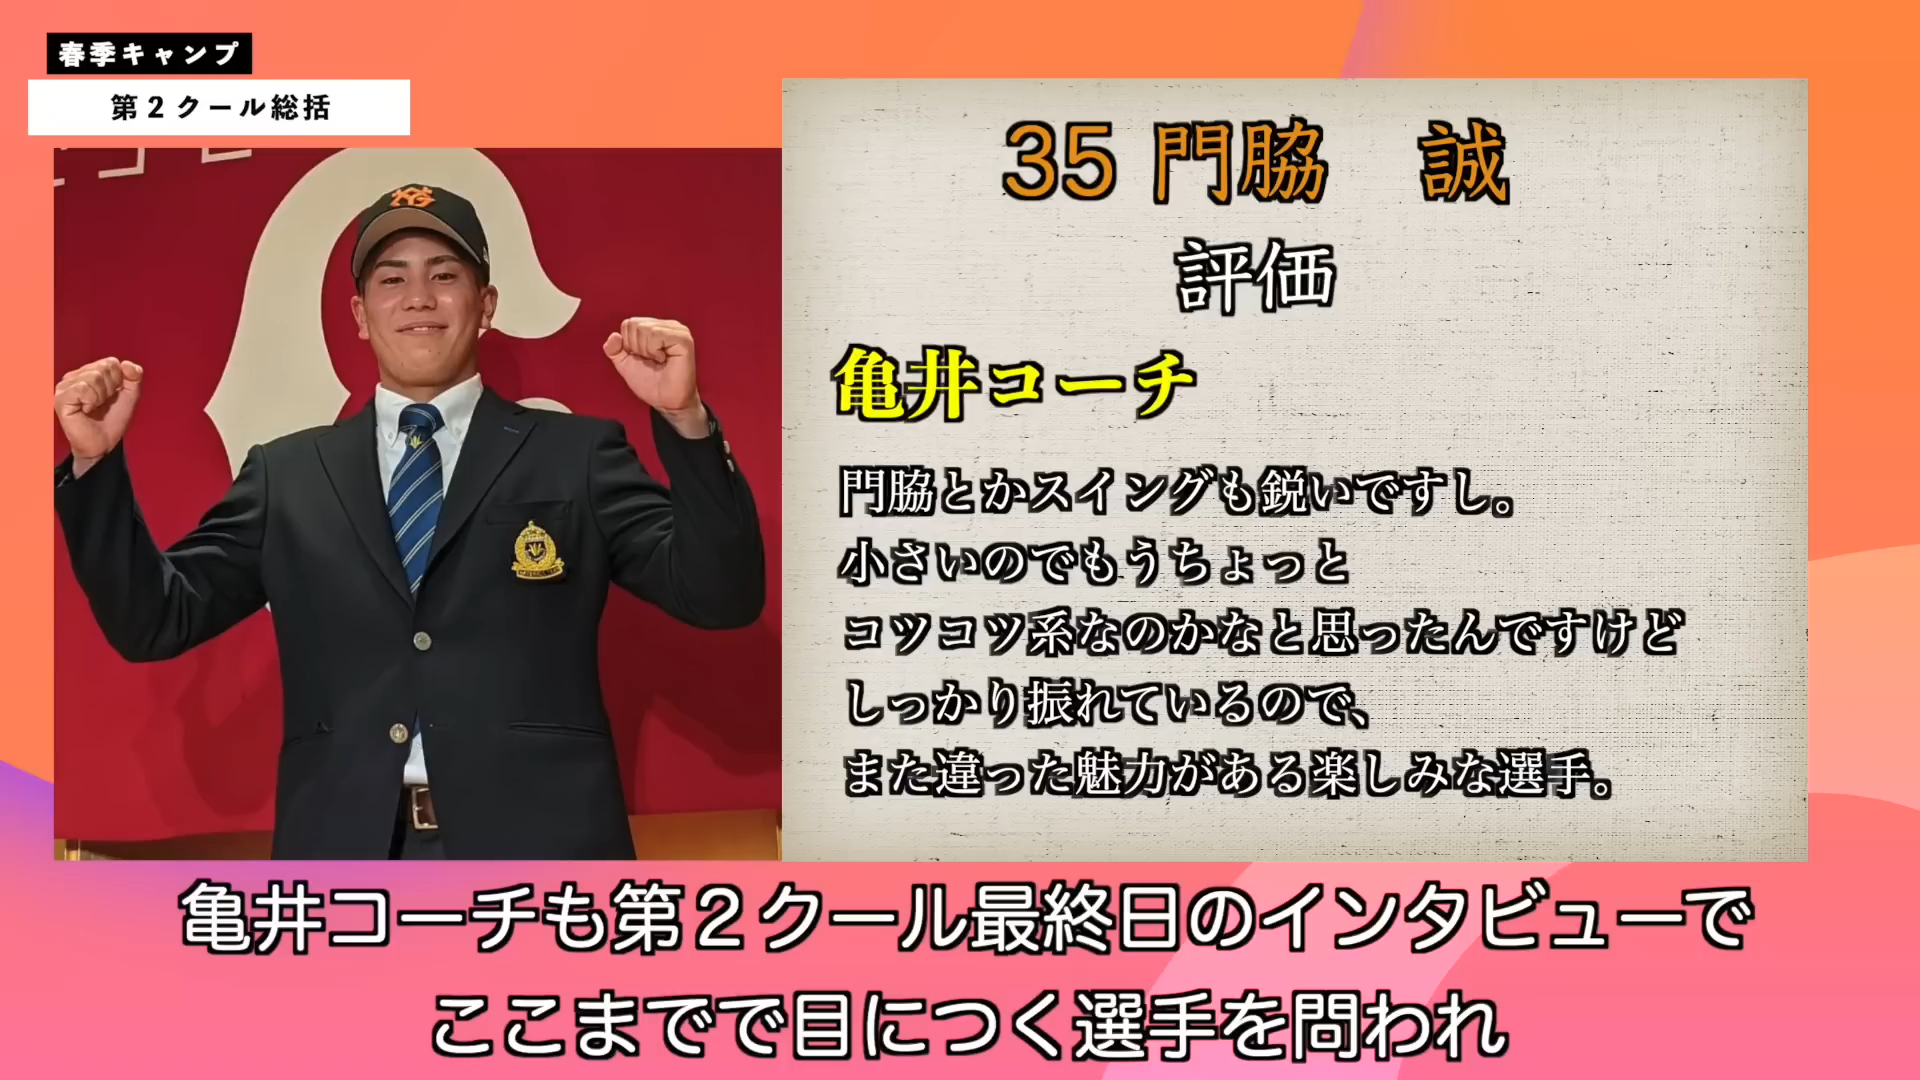 春季キャンプ
第２クール総括
35 門脇　誠
評価
亀井コーチ
門脇とかスイングも鋭いですし。
小さいのでもうちょっと
コツコツ系なのかなと思ったんですけど
しっかり振れているので、
また違った魅力がある楽しみな選手。
亀井コーチも第２クール最終日のインタビューで
ここまでで目につく選手を問われ